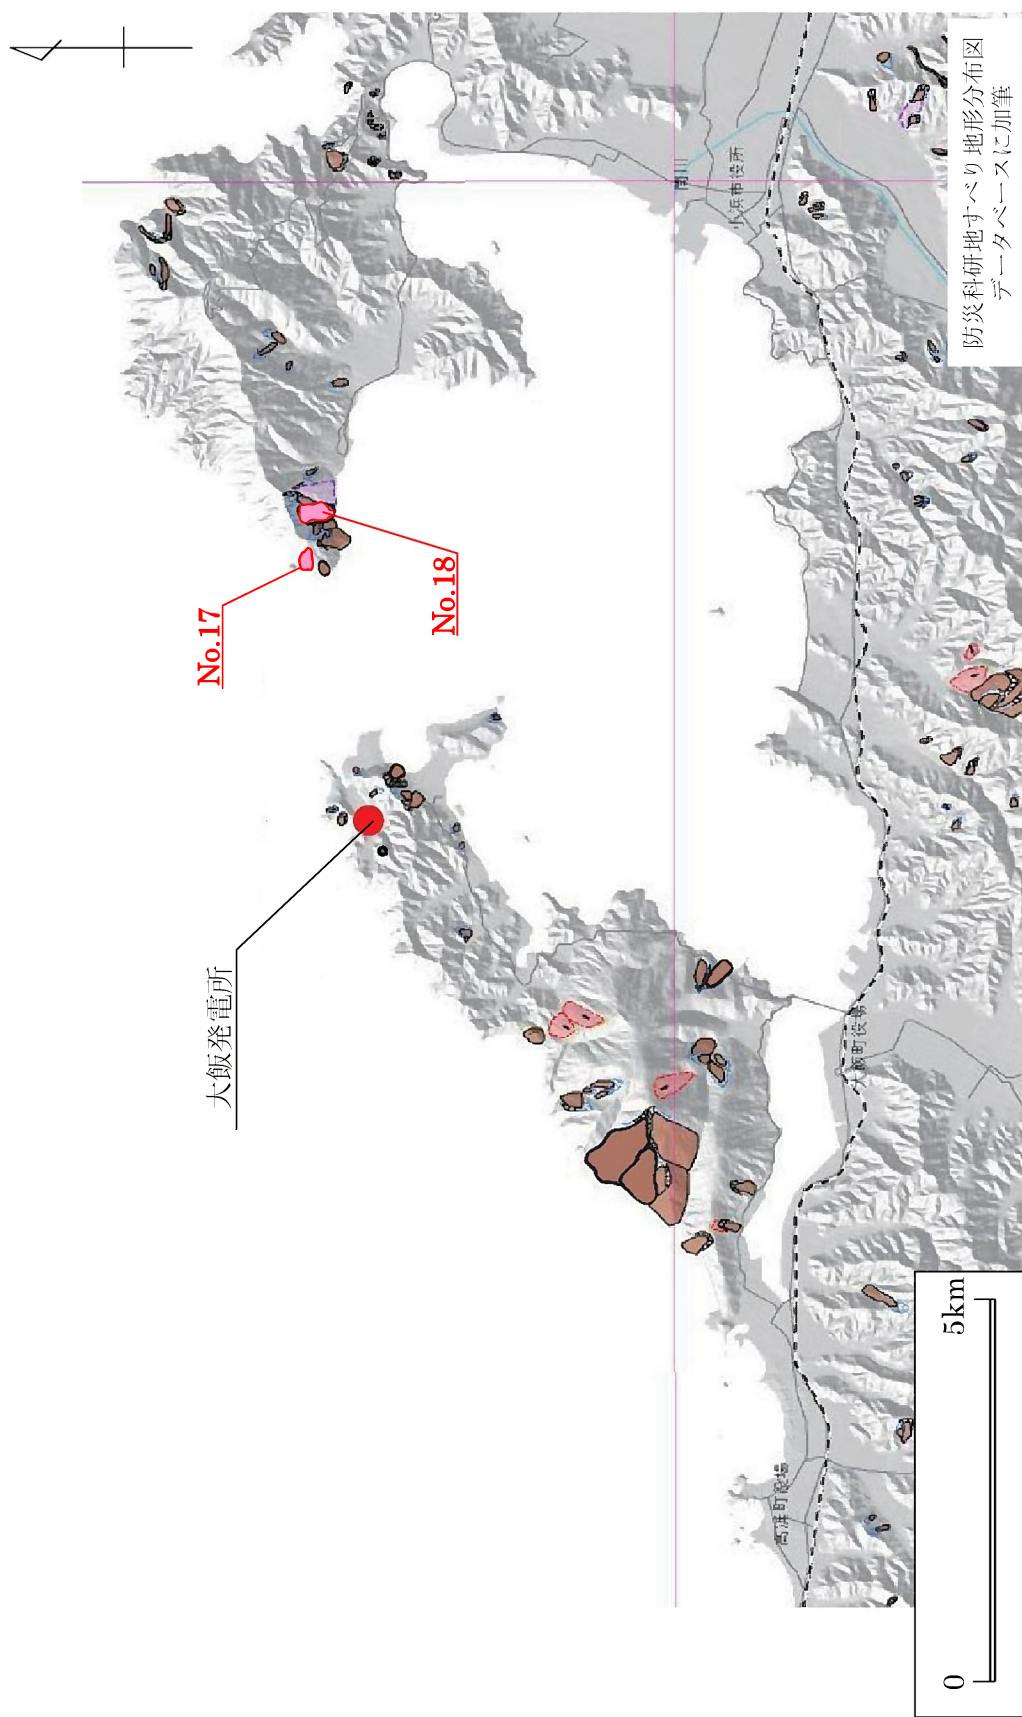 大飯発電所
No.17
No.18
南川
小浜市役所
大飯町役場
高浜町役場
0
5km
防災科研地すべり地形分布図
データベースに加筆